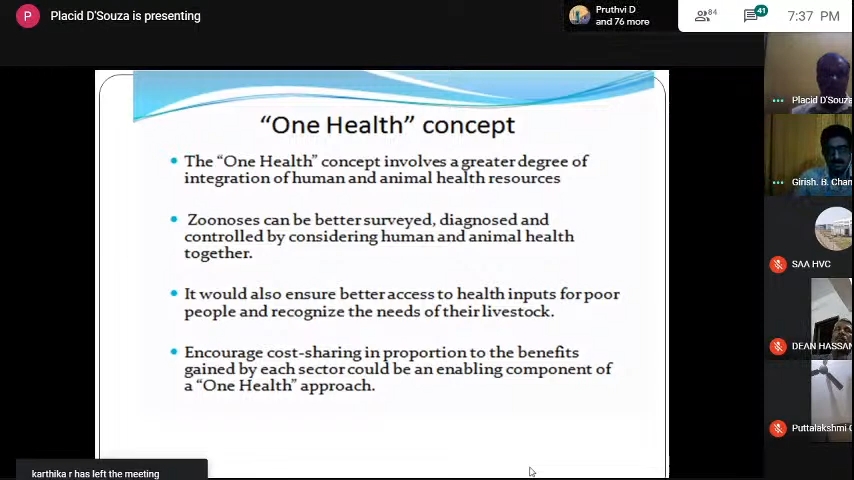 P
Placid D'Souza is presenting
Pruthvi D
and 76 more
84
41
7:37 PM
"One Health" concept
The "One Health" concept involves a greater degree of
integration of human and animal health resources
Zoonoses can be better surveyed, diagnosed and
controlled by considering human and animal health
together.
It would also ensure better access to health inputs for poor
people and recognize the needs of their livestock.
Encourage cost-sharing in proportion to the benefits
gained by each sector could be an enabling component of
a "One Health" approach.
Placid D'Souza
Girish. B. Chan
SAA HVC
DEAN HASSAN
Puttalakshmi
karthika r has left the meeting